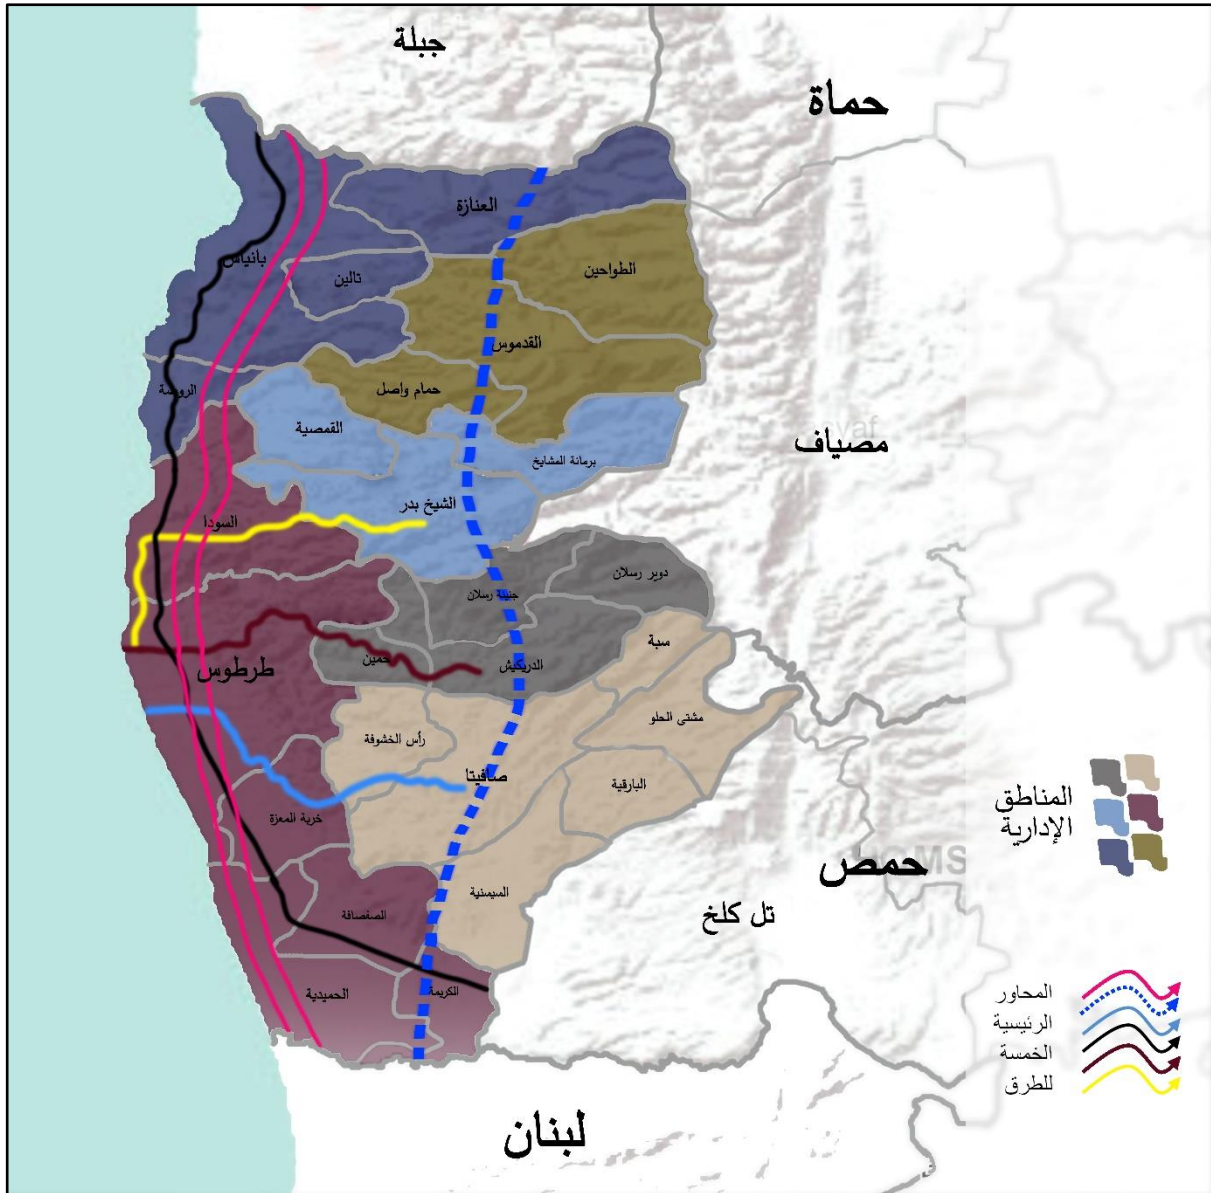 جبلة
حماة
العنازة
بانياس
تالين
الطواحين
القدموس
الروضة
حمام واصل
القمصية
مصياف
برمانة المشايخ
الشيخ بدر
السودا
دوير رسلان
جنينة رسلان
سبة
حمين
الدريكيش
طرطوس
مشتى الحلو
رأس الخشوفة
صافيتا
البارقية
خربة المعزة
المناطق
الإدارية
حمص
السيسنية
الصفصافة
تل كلخ
الحميدية
الكريمة
المحاور
الرئيسية
الخمسة
للطرق
لبنان